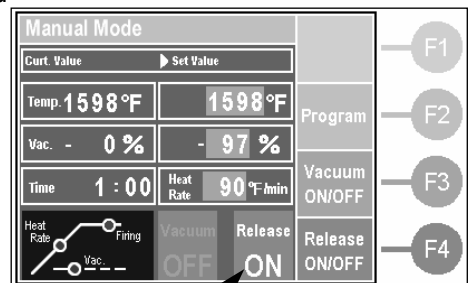 Manual Mode
Curt. Value ▶ Set Value
F1
Temp. 1598°F 1598°F
Program
F2
Vac. - 0 % - 97 %
Vacuum
ON/OFF
F3
Time 1:00 Heat Rate 90 °F/min
Heat
Rate
Firing
Vac.
Vacuum
OFF
Release
ON
Release
ON/OFF
F4